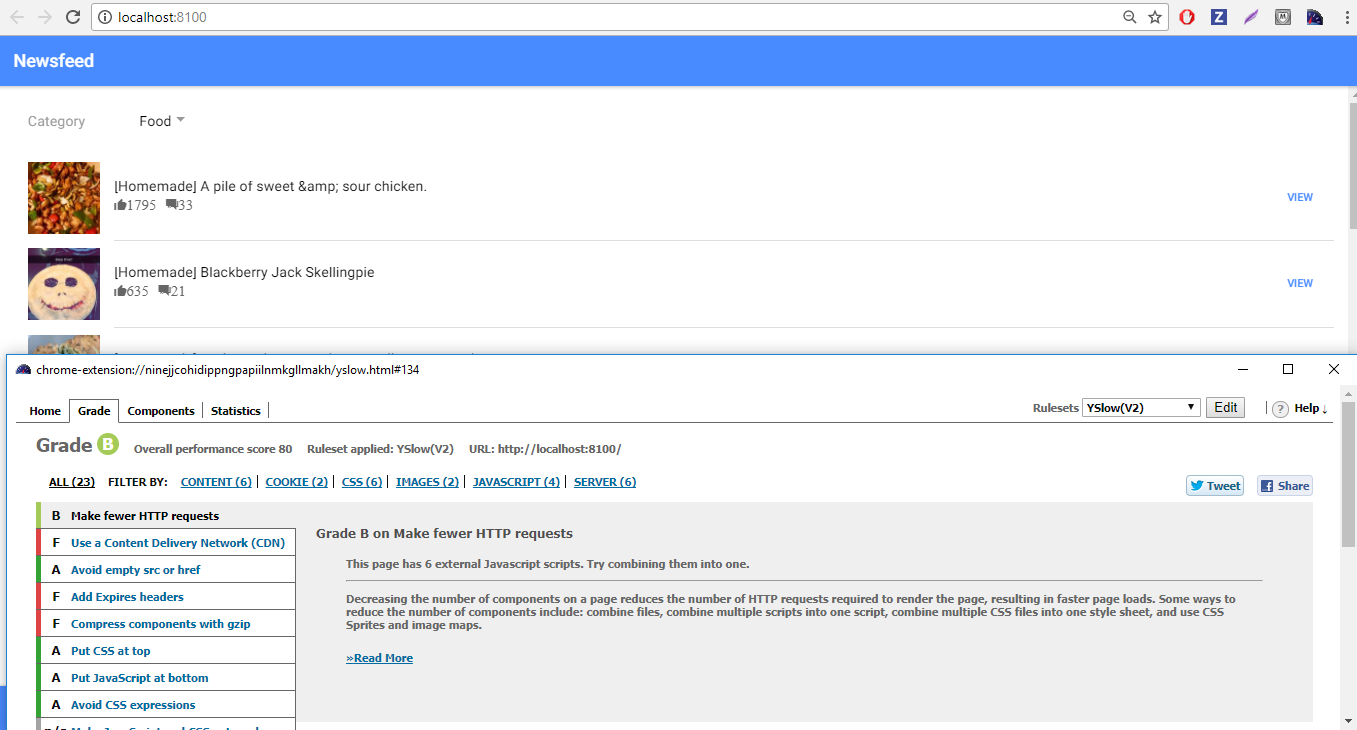 localhost:8100
Newsfeed
Category Food
[Homemade] A pile of sweet &amp; sour chicken.
1795 33
VIEW
[Homemade] Blackberry Jack Skellingpie
635 21
VIEW
chrome-extension://ninejjcohidippngpapiilnmkgllmakh/yslow.html#134
Home Grade Components Statistics
Rulesets YSlow(V2) Edit ? Help ↓
Grade B Overall performance score 80 Ruleset applied: YSlow(V2) URL: http://localhost:8100/
ALL (23) FILTER BY: CONTENT (6) COOKIE (2) CSS (6) IMAGES (2) JAVASCRIPT (4) SERVER (6)
Tweet Share
B Make fewer HTTP requests
F Use a Content Delivery Network (CDN)
A Avoid empty src or href
F Add Expires headers
F Compress components with gzip
A Put CSS at top
A Put JavaScript at bottom
A Avoid CSS expressions
Grade B on Make fewer HTTP requests
This page has 6 external Javascript scripts. Try combining them into one.
Decreasing the number of components on a page reduces the number of HTTP requests required to render the page, resulting in faster page loads. Some ways to
reduce the number of components include: combine files, combine multiple scripts into one script, combine multiple CSS files into one style sheet, and use CSS
Sprites and image maps.
»Read More